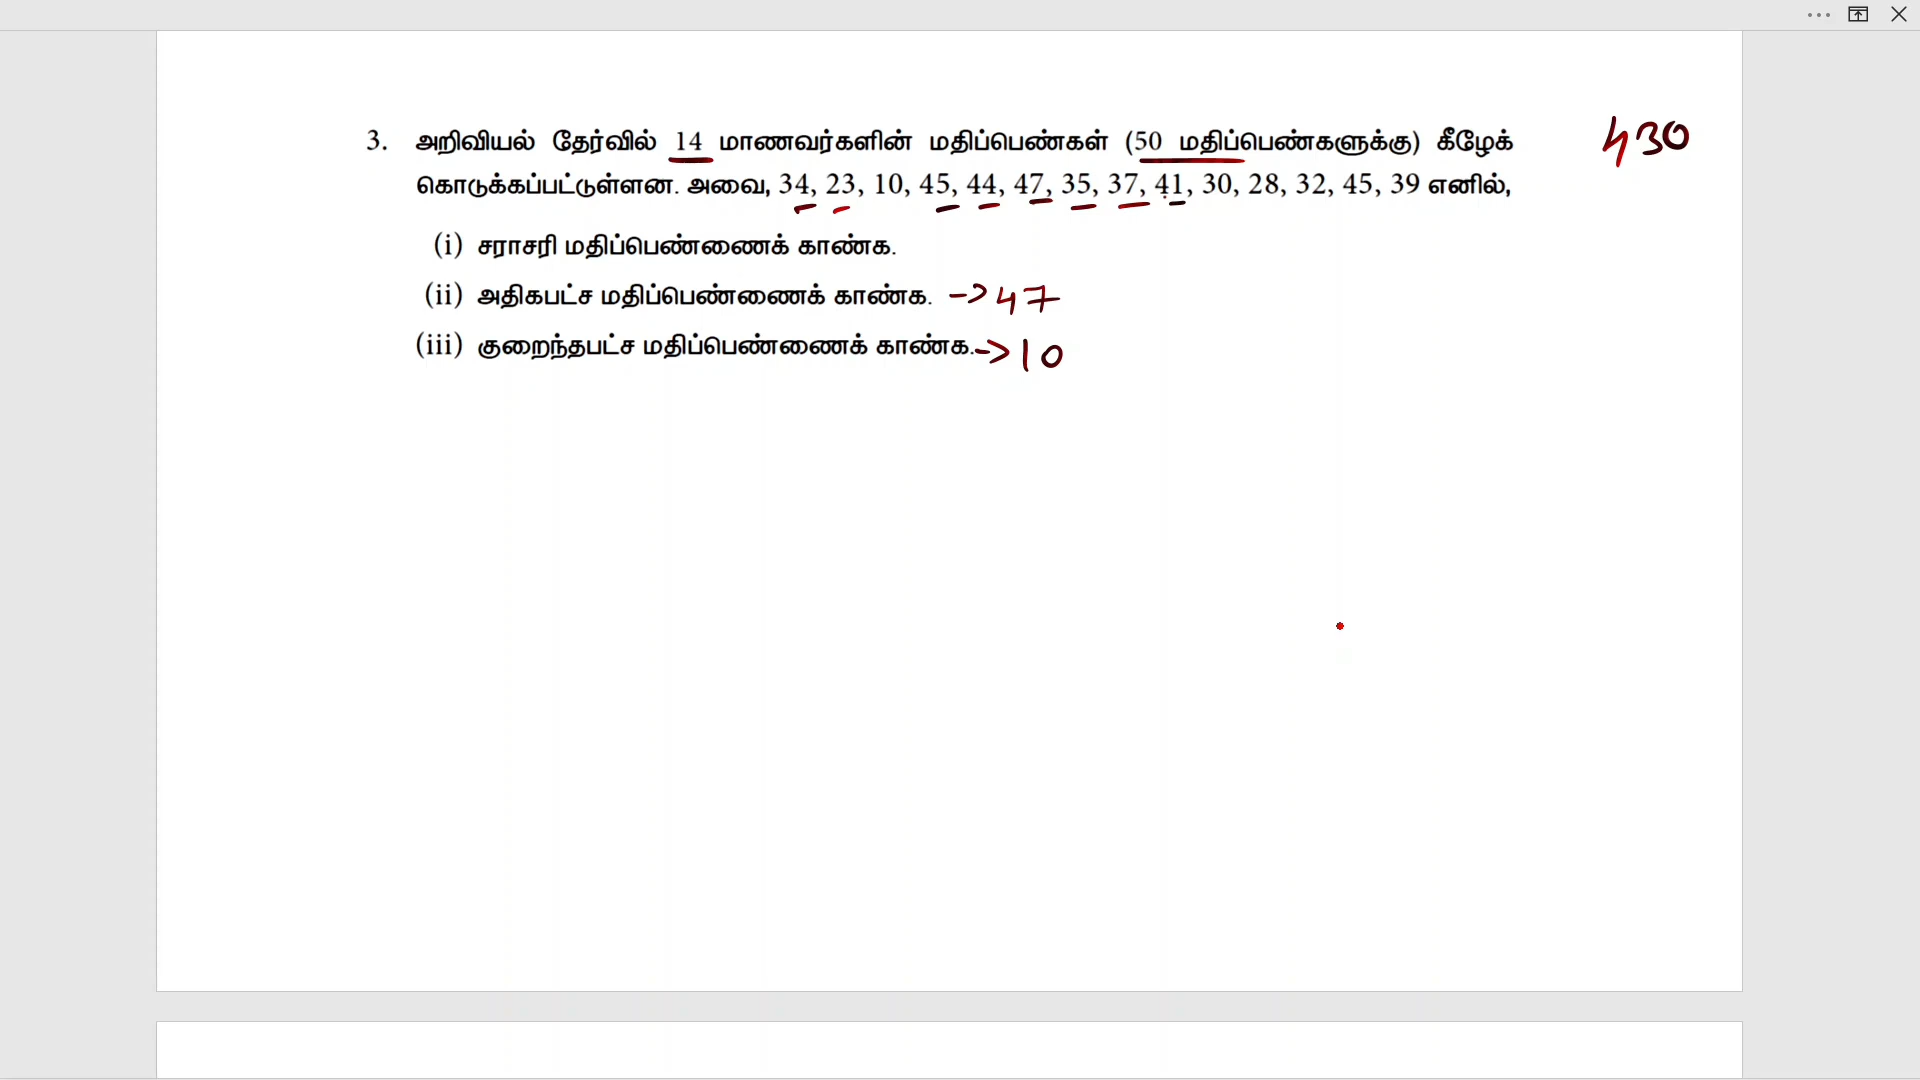 3. அறிவியல் தேர்வில் 14 மாணவர்களின் மதிப்பெண்கள் (50 மதிப்பெண்களுக்கு) கீழேக் 430
கொடுக்கப்பட்டுள்ளன. அவை, 34, 23, 10, 45, 44, 47, 35, 37, 41, 30, 28, 32, 45, 39 எனில்,
(i) சராசரி மதிப்பெண்ணைக் காண்க.
(ii) அதிகபட்ச மதிப்பெண்ணைக் காண்க. -> 47
(iii) குறைந்தபட்ச மதிப்பெண்ணைக் காண்க. -> 10